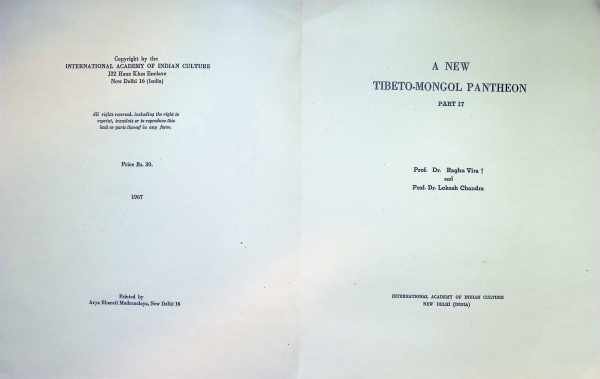 Copyright by the
INTERNATIONAL ACADEMY OF INDIAN CULTURE
J22 Hauz Khas Enclave
New Delhi 16 (India)
All rights reserved, including the right to
reprint, translate or to reproduce this
book or parts thereof in any form.
Price Rs. 30.
1967
Printed by
Arya Bharati Mudranalaya, New Delhi 16
A NEW
TIBETO-MONGOL PANTHEON
PART 17
Prof. Dr. Raghu Vira †
and
Prof. Dr. Lokesh Chandra
INTERNATIONAL ACADEMY OF INDIAN CULTURE
NEW DELHI (INDIA)